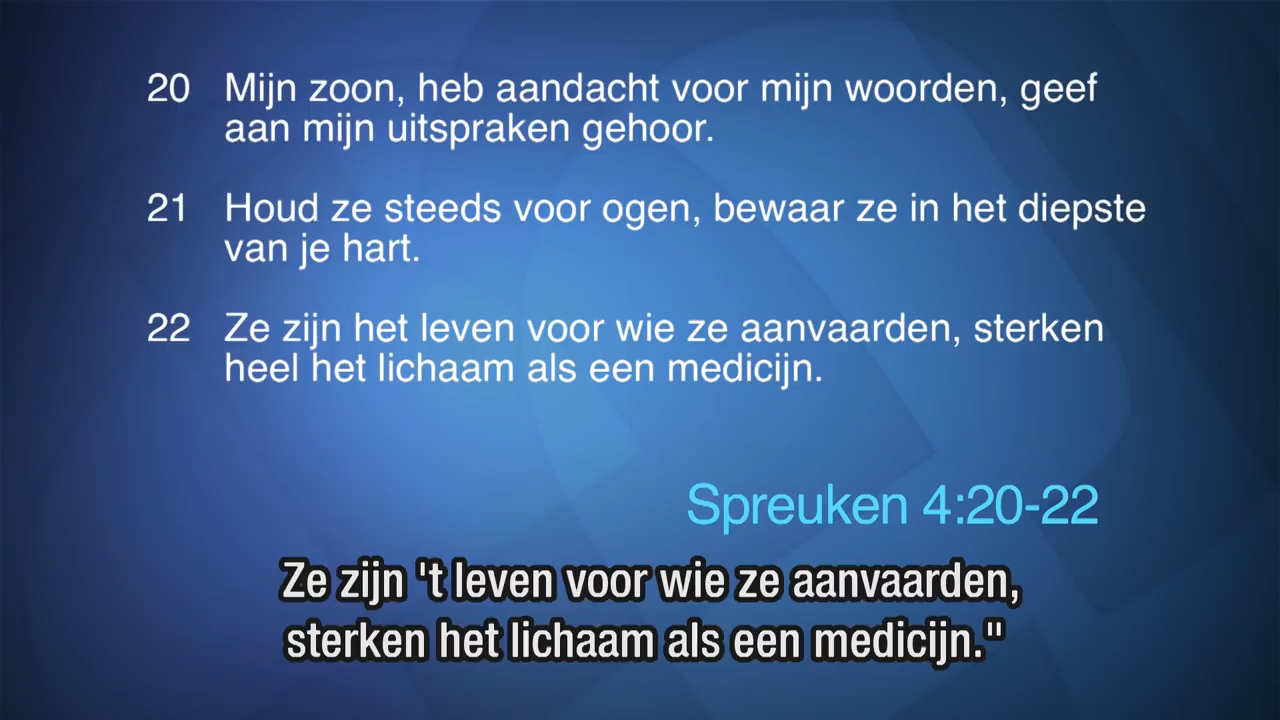 20 Mijn zoon, heb aandacht voor mijn woorden, geef
aan mijn uitspraken gehoor.
21 Houd ze steeds voor ogen, bewaar ze in het diepste
van je hart.
22 Ze zijn het leven voor wie ze aanvaarden, sterken
heel het lichaam als een medicijn.
Spreuken 4:20-22
Ze zijn 't leven voor wie ze aanvaarden,
sterken het lichaam als een medicijn."